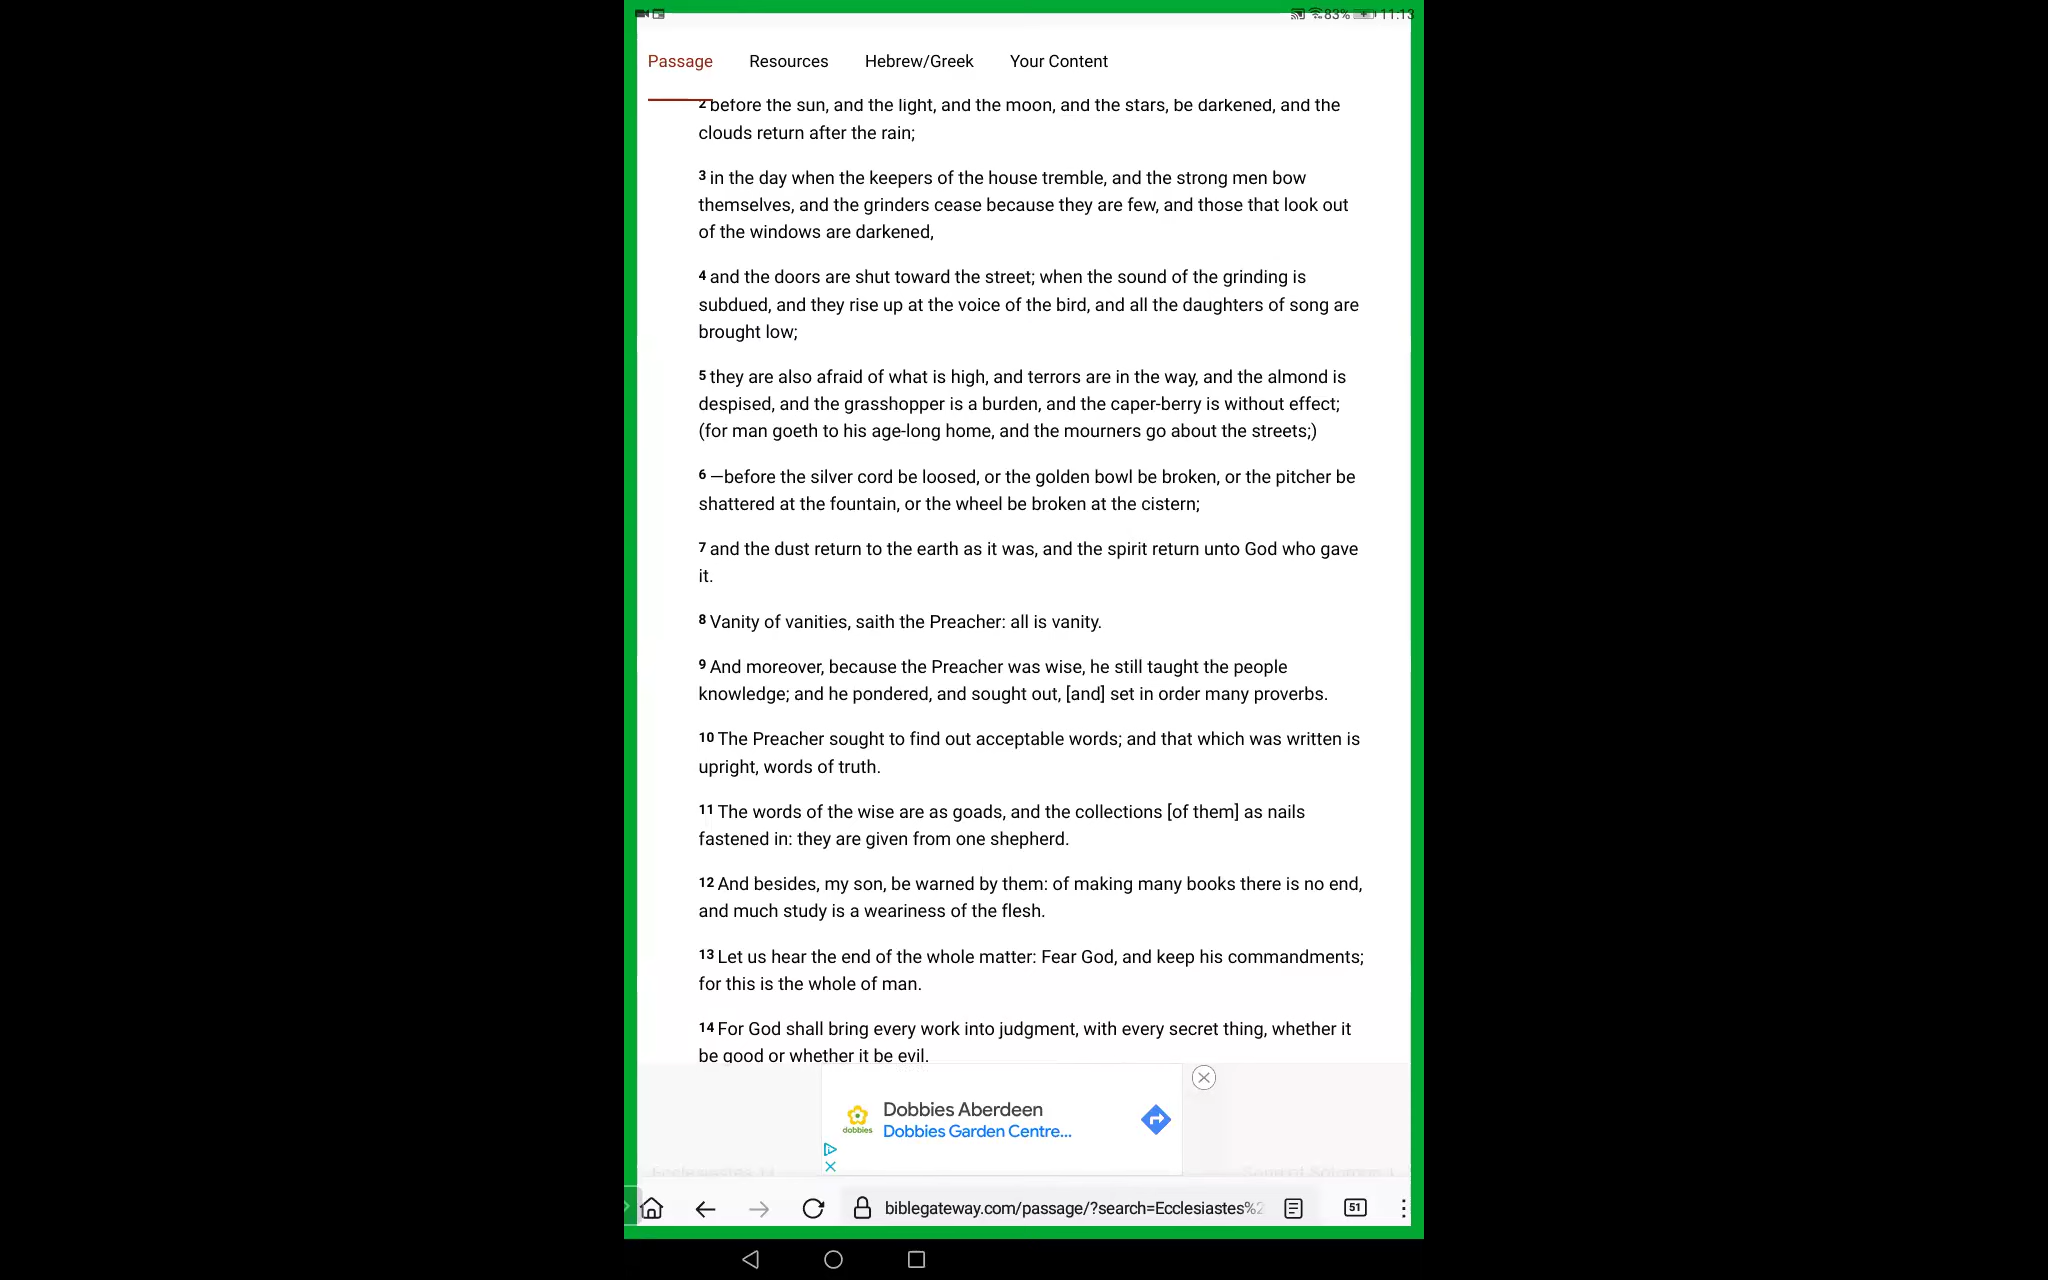 83% 11:13
Passage Resources Hebrew/Greek Your Content
2 before the sun, and the light, and the moon, and the stars, be darkened, and the
clouds return after the rain;
3 in the day when the keepers of the house tremble, and the strong men bow
themselves, and the grinders cease because they are few, and those that look out
of the windows are darkened,
4 and the doors are shut toward the street; when the sound of the grinding is
subdued, and they rise up at the voice of the bird, and all the daughters of song are
brought low;
5 they are also afraid of what is high, and terrors are in the way, and the almond is
despised, and the grasshopper is a burden, and the caper-berry is without effect;
(for man goeth to his age-long home, and the mourners go about the streets;)
6 —before the silver cord be loosed, or the golden bowl be broken, or the pitcher be
shattered at the fountain, or the wheel be broken at the cistern;
7 and the dust return to the earth as it was, and the spirit return unto God who gave
it.
8 Vanity of vanities, saith the Preacher: all is vanity.
9 And moreover, because the Preacher was wise, he still taught the people
knowledge; and he pondered, and sought out, [and] set in order many proverbs.
10 The Preacher sought to find out acceptable words; and that which was written is
upright, words of truth.
11 The words of the wise are as goads, and the collections [of them] as nails
fastened in: they are given from one shepherd.
12 And besides, my son, be warned by them: of making many books there is no end,
and much study is a weariness of the flesh.
13 Let us hear the end of the whole matter: Fear God, and keep his commandments;
for this is the whole of man.
14 For God shall bring every work into judgment, with every secret thing, whether it
be good or whether it be evil.
dobbies
Dobbies Aberdeen
Dobbies Garden Centre...
Ecclesiastes 11 Song of Solomon 1
biblegateway.com/passage/?search=Ecclesiastes%2 51